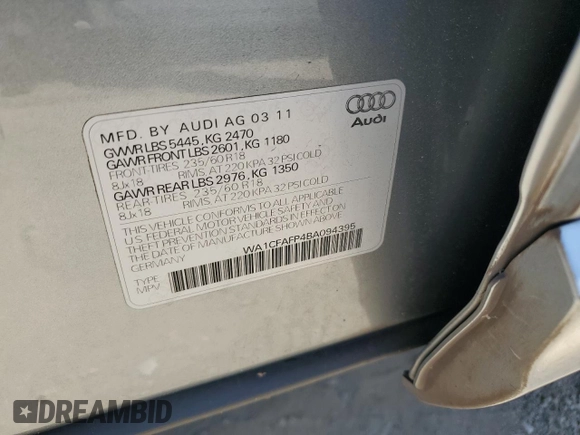 MFD. BY AUDI AG 03 11
GVWR LBS 5445, KG 2470
GAWR FRONT LBS 2601, KG 1180
FRONT-TIRES 235/60 R18
8Jx18 RIMS, AT 220 KPA 32 PSI COLD
GAWR REAR LBS 2976, KG 1350
REAR-TIRES 235/60 R18
8Jx18 RIMS, AT 220 KPA 32 PSI COLD
THIS VEHICLE CONFORMS TO ALL APPLICABLE
U.S. FEDERAL MOTOR VEHICLE SAFETY AND
THEFT PREVENTION STANDARDS IN EFFECT ON
THE DATE OF MANUFACTURE SHOWN ABOVE.
GERMANY
WA1CFAFP4BA094395
TYPE
MPV
Audi
DREAMBID